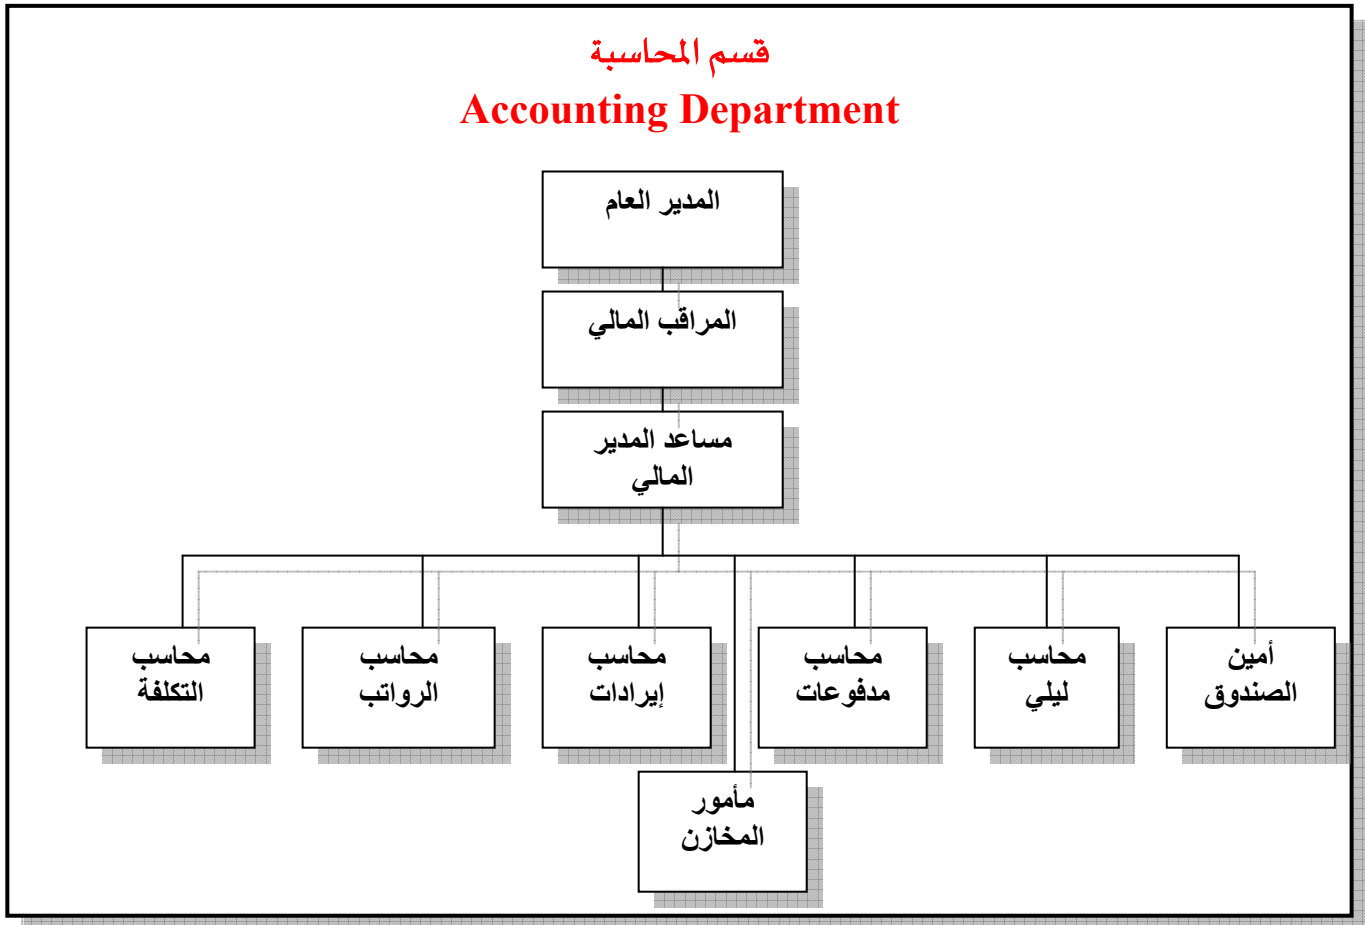 قسم المحاسبة
Accounting Department
المدير العام
المراقب المالي
مساعد المدير
المالي
أمين
الصندوق
محاسب
ليلي
محاسب
مدفوعات
محاسب
إيرادات
محاسب
الرواتب
محاسب
التكلفة
مأمور
المخازن